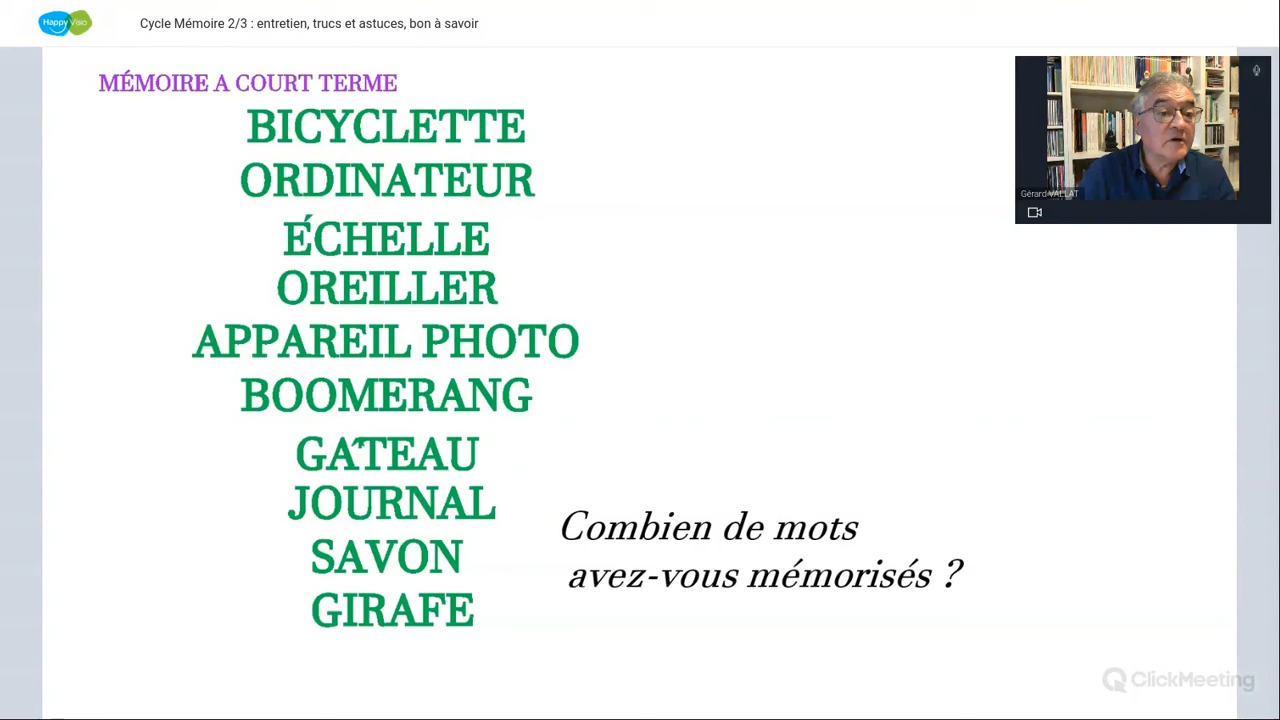 Happy Visio
Cycle Mémoire 2/3 : entretien, trucs et astuces, bon à savoir
MÉMOIRE A COURT TERME
BICYCLETTE
ORDINATEUR
ÉCHELLE
OREILLER
APPAREIL PHOTO
BOOMERANG
GATEAU
JOURNAL
SAVON
GIRAFE
Combien de mots
avez-vous mémorisés ?
Gérard VALLAT
ClickMeeting